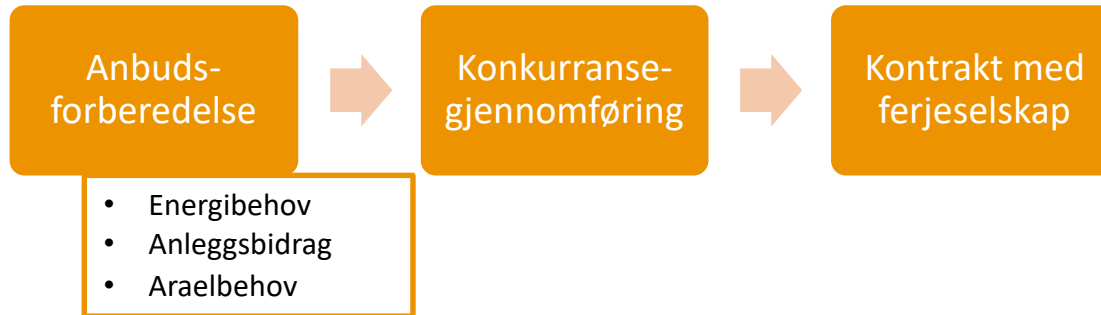 Anbuds-
forberedelse
Konkurranse-
gjennomføring
Kontrakt med
ferjeselskap
• Energibehov
• Anleggsbidrag
• Araelbehov